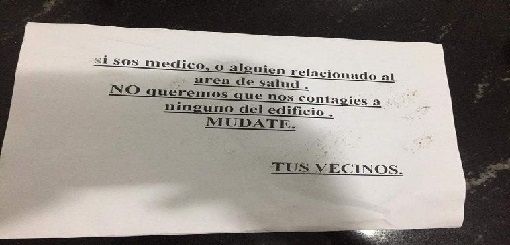 si sos medico, o alguien relacionado al
area de salud .
NO queremos que nos contagies a
ninguno del edificio .
MUDATE.
TUS VECINOS.